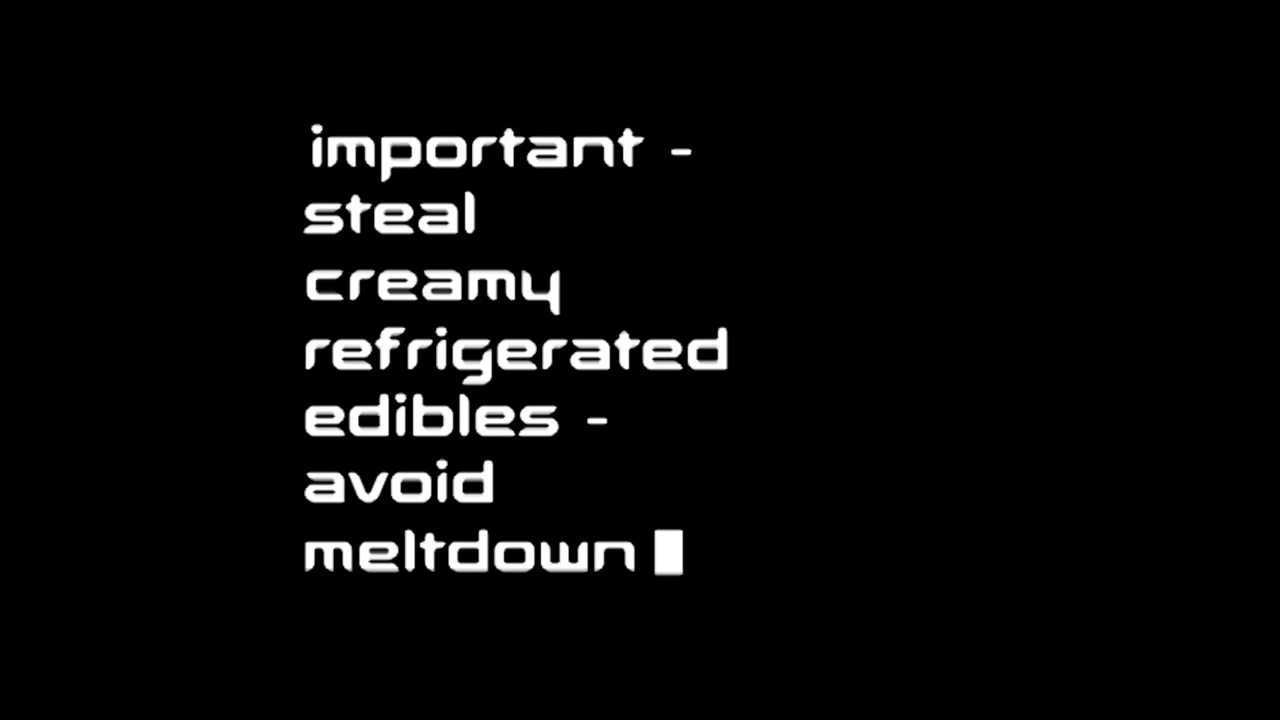 important -
steal
creamy
refrigerated
edibles -
avoid
meltdown